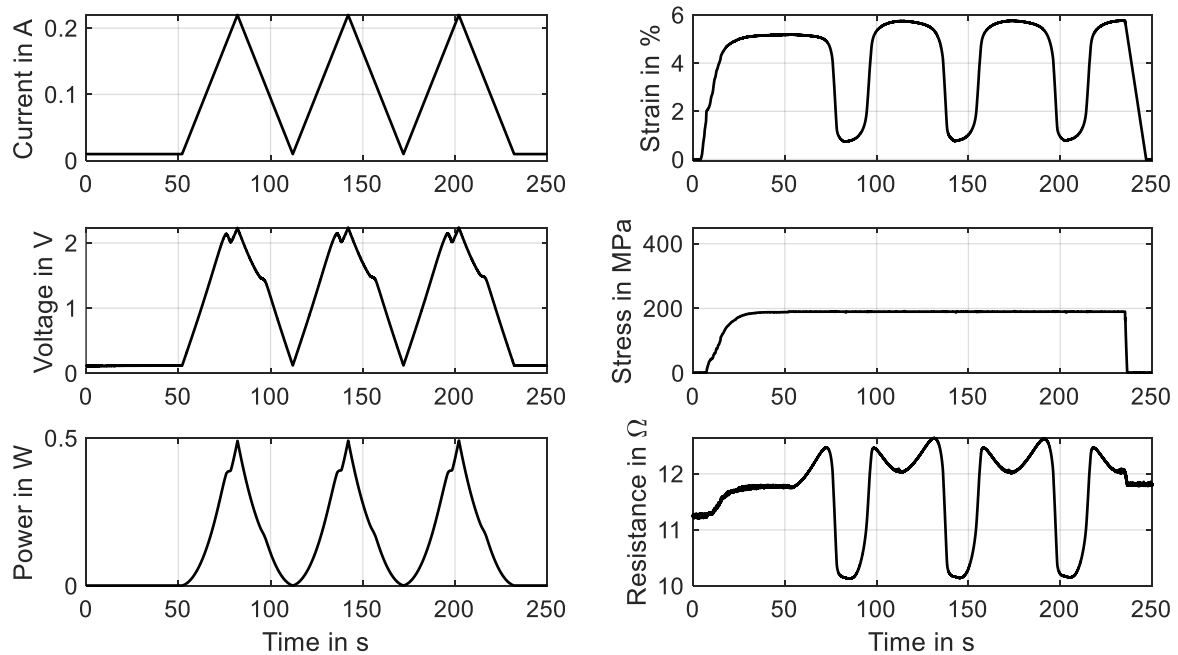 Current in A
0.2
0.1
0
0 50 100 150 200 250
Strain in %
6
4
2
0
0 50 100 150 200 250
Voltage in V
2
1
0
0 50 100 150 200 250
Stress in MPa
400
200
0
0 50 100 150 200 250
Power in W
0.5
0
0 50 100 150 200 250
Time in s
Resistance in Ω
12
11
10
0 50 100 150 200 250
Time in s